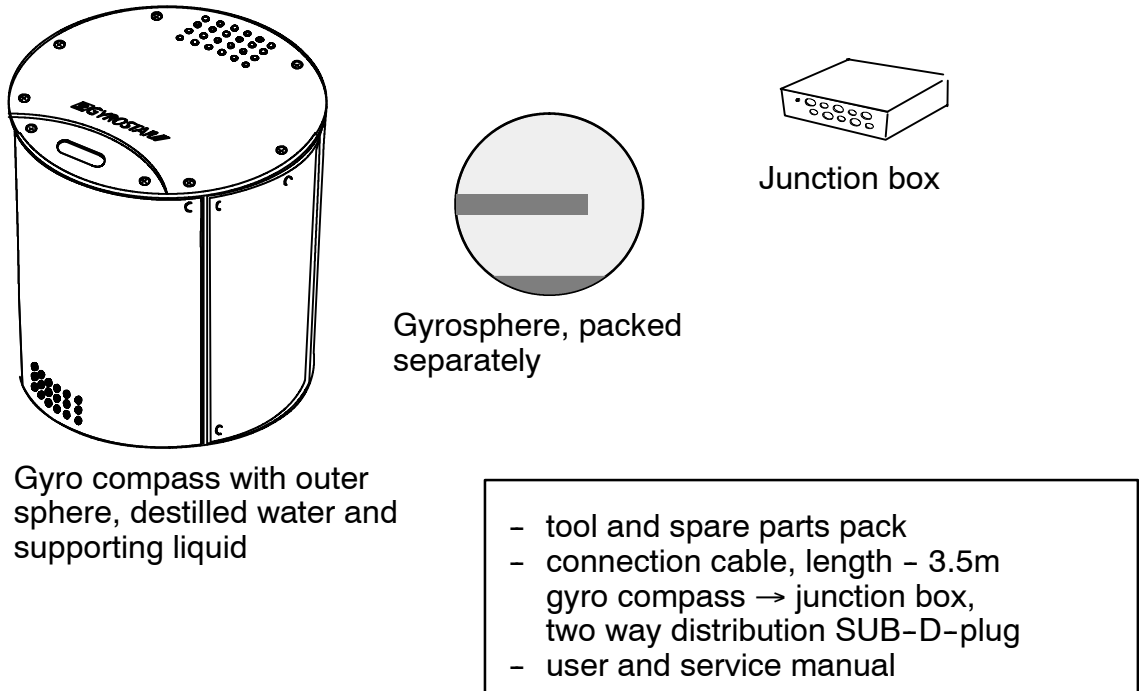 GYROSTAR
Junction box
Gyrosphere, packed
separately
Gyro compass with outer
sphere, destilled water and
supporting liquid
- tool and spare parts pack
- connection cable, length - 3.5m
gyro compass → junction box,
two way distribution SUB-D-plug
- user and service manual